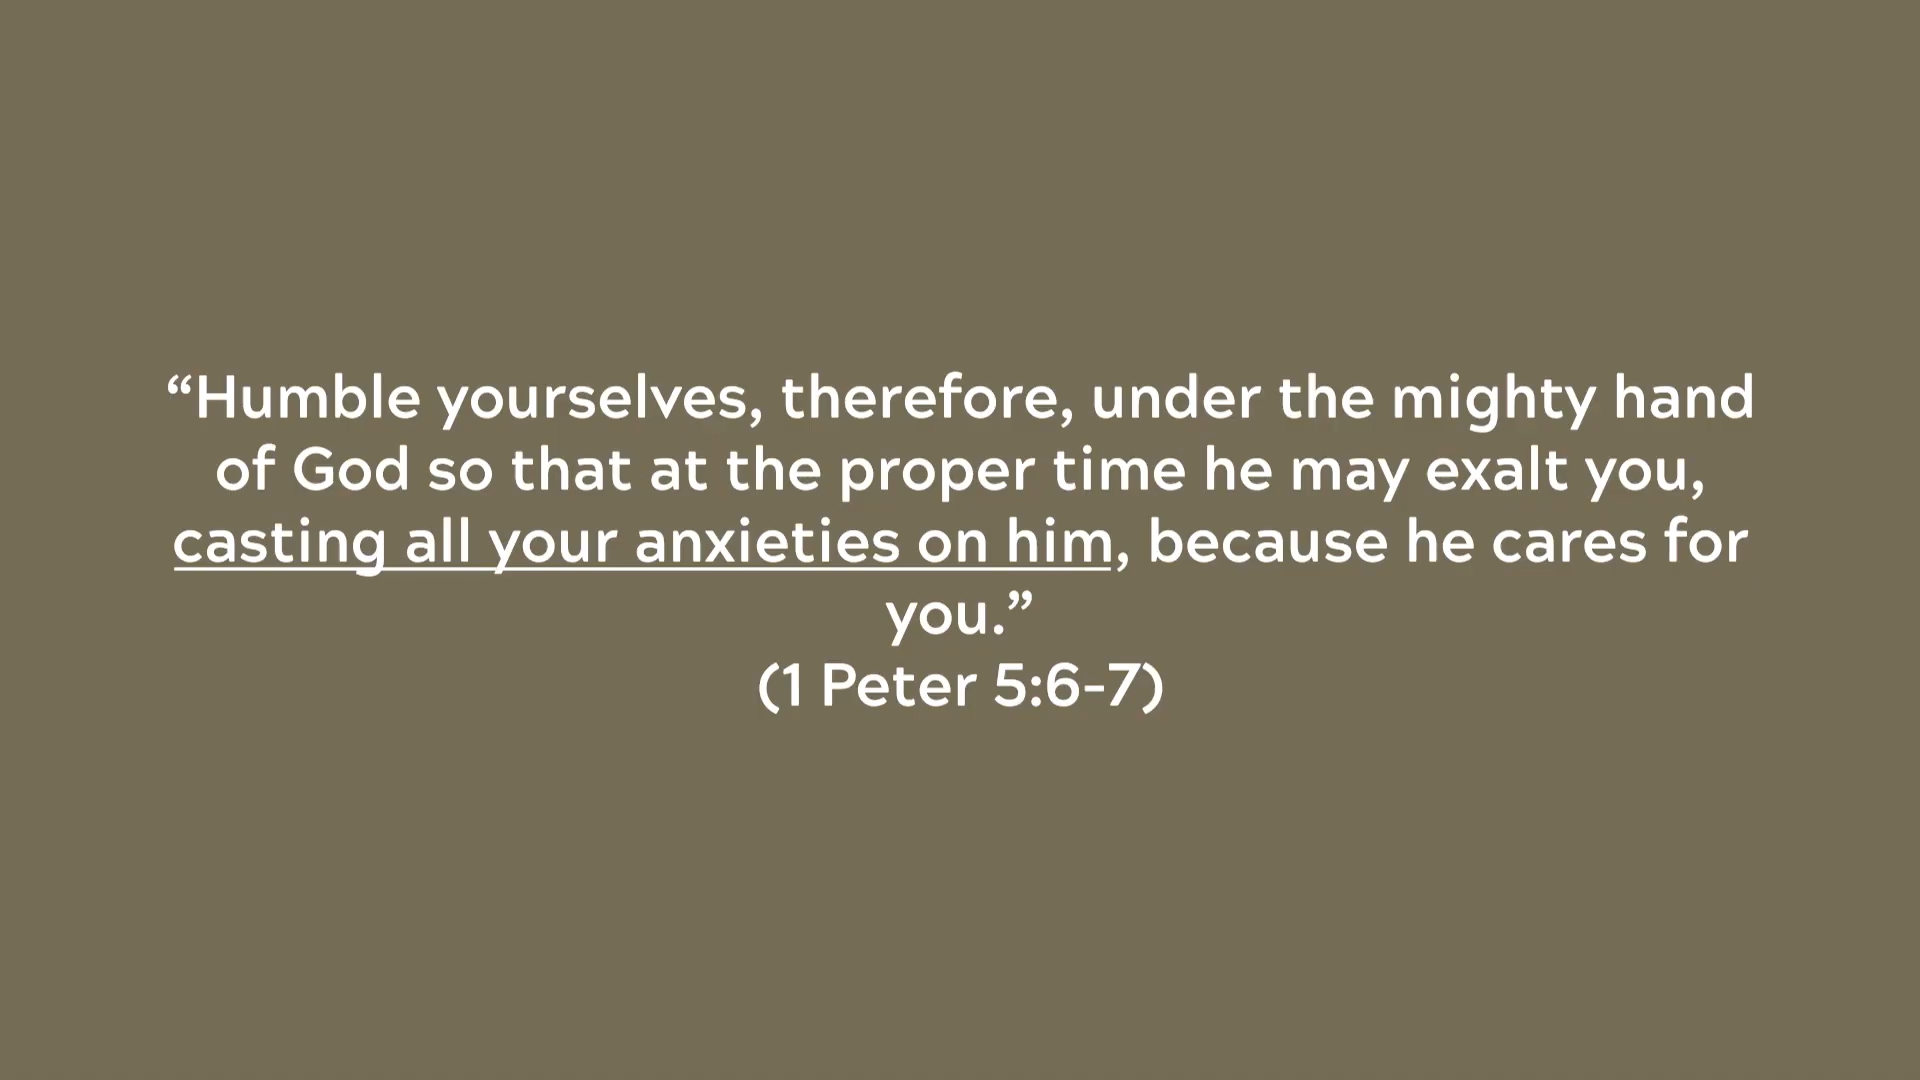 “Humble yourselves, therefore, under the mighty hand
of God so that at the proper time he may exalt you,
casting all your anxieties on him, because he cares for
you.”
(1 Peter 5:6-7)